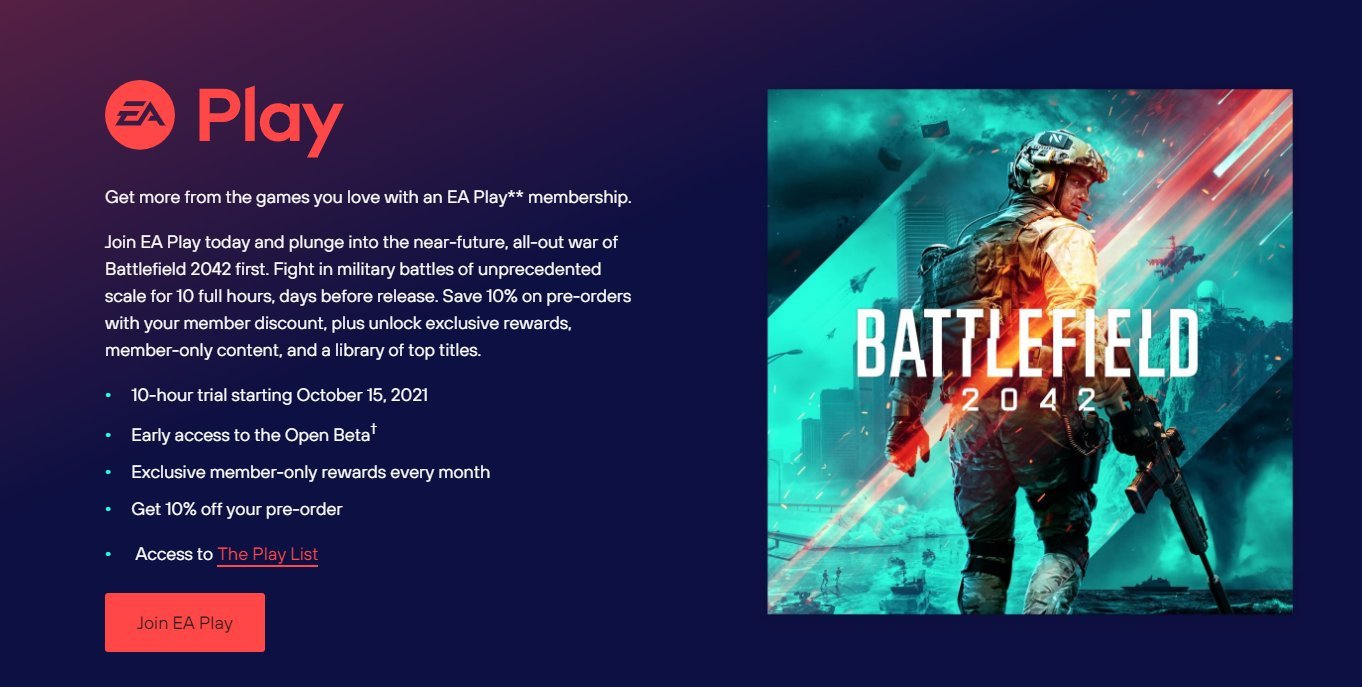 EA Play
Get more from the games you love with an EA Play** membership.
Join EA Play today and plunge into the near-future, all-out war of
Battlefield 2042 first. Fight in military battles of unprecedented
scale for 10 full hours, days before release. Save 10% on pre-orders
with your member discount, plus unlock exclusive rewards,
member-only content, and a library of top titles.
• 10-hour trial starting October 15, 2021
• Early access to the Open Beta†
• Exclusive member-only rewards every month
• Get 10% off your pre-order
• Access to The Play List
Join EA Play
BATTLEFIELD
2042